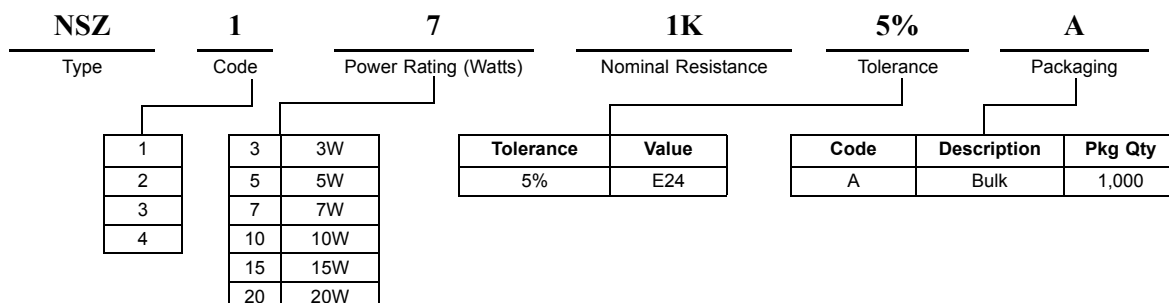 NSZ 1 7 1K 5% A
Type Code Power Rating (Watts) Nominal Resistance Tolerance Packaging
1 3 3W Tolerance Value Code Description Pkg Qty
2 5 5W 5% E24 A Bulk 1,000
3 7 7W
4 10 10W
15 15W
20 20W